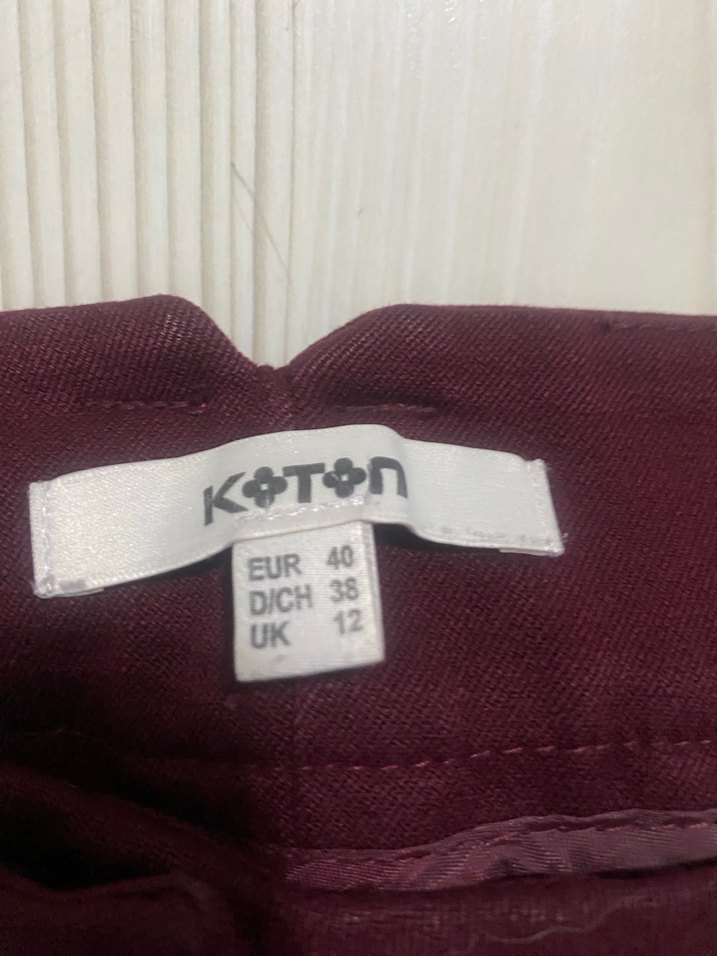 KOTON
EUR 40
D/CH 38
UK 12